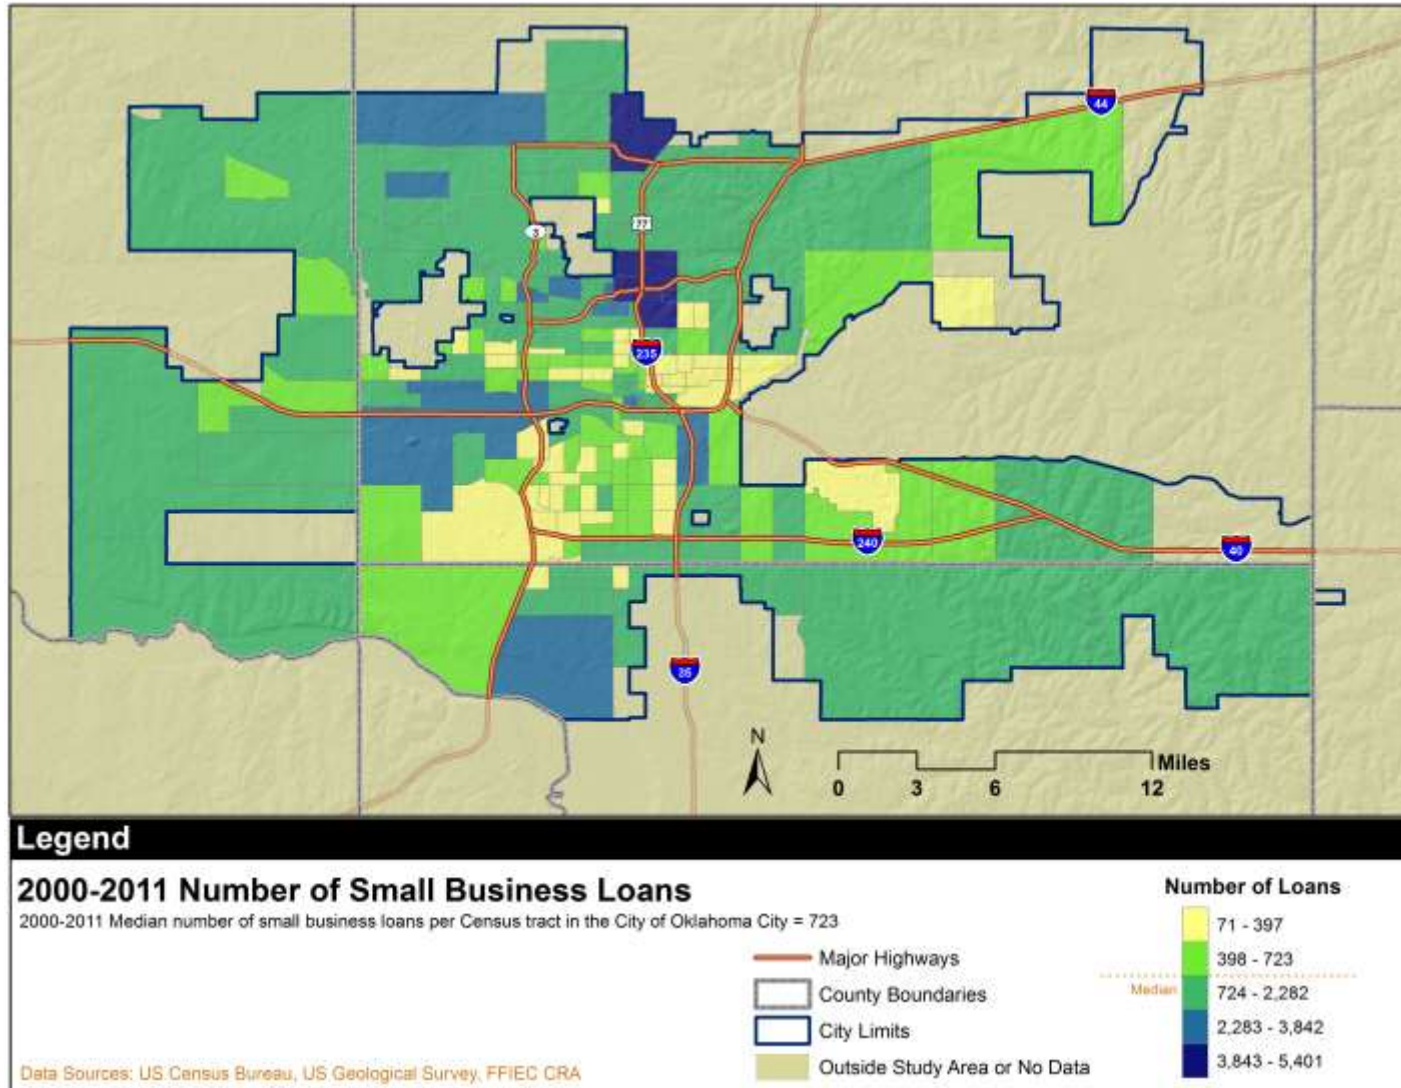 44
3
77
235
240
40
35
N
Miles
0 3 6 12
Legend
2000-2011 Number of Small Business Loans
2000-2011 Median number of small business loans per Census tract in the City of Oklahoma City = 723
Major Highways
County Boundaries
City Limits
Outside Study Area or No Data
Number of Loans
71 - 397
398 - 723
Median
724 - 2,282
2,283 - 3,842
3,843 - 5,401
Data Sources: US Census Bureau, US Geological Survey, FFIEC CRA